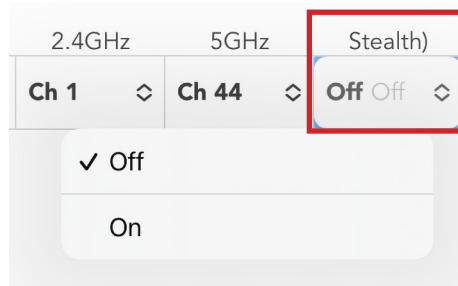 2.4GHz 5GHz Stealth)
Ch 1 Ch 44 Off Off
Off
On